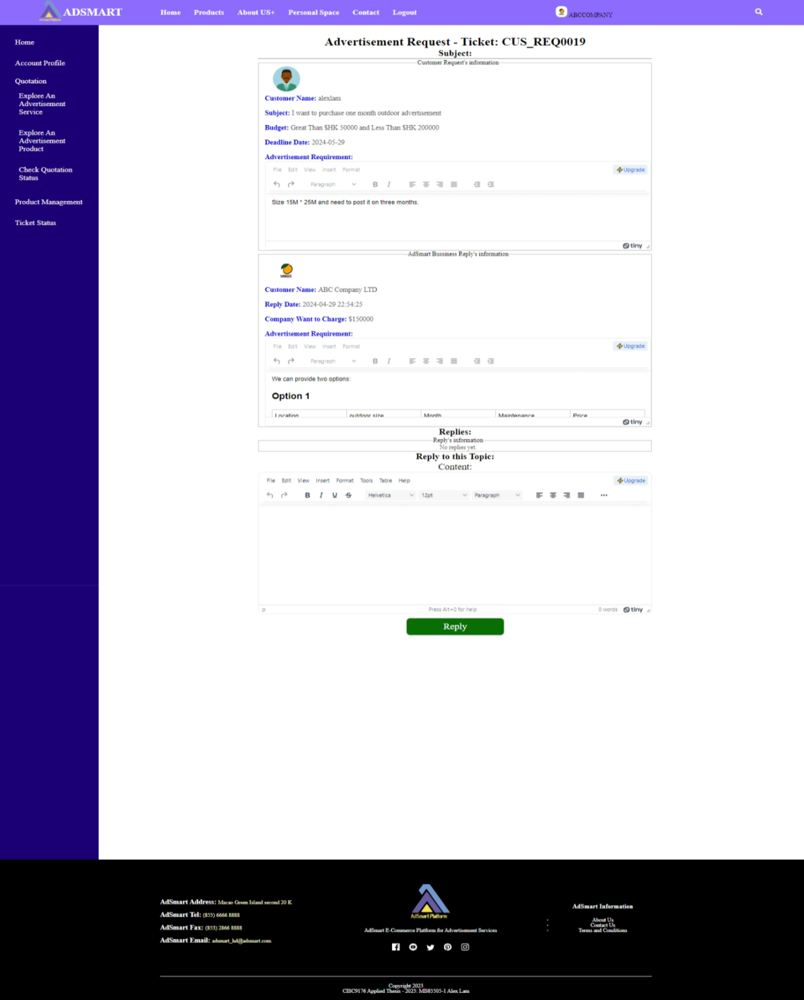 AdSmart Platform
ADSMART
Home
Products
About US+
Personal Space
Contact
Logout
ABCCOMPANY
Home
Account Profile
Quotation
Explore An
Advertisement
Service
Explore An
Advertisement
Product
Check Quotation
Status
Product Management
Ticket Status
Advertisement Request - Ticket: CUS_REQ0019
Subject:
Customer Request's information
Customer Name: alexlam
Subject: I want to purchase one month outdoor advertisement
Budget: Great Than $HK 50000 and Less Than $HK 200000
Deadline Date: 2024-05-29
Advertisement Requirement:
File Edit View Insert Format
Upgrade
Paragraph B I
Size 15M * 25M and need to post it on three months.
tiny
AdSmart Bussiness Reply's information
Customer Name: ABC Company LTD
Reply Date: 2024-04-29 22:54:25
Company Want to Charge: $150000
Advertisement Requirement:
File Edit View Insert Format
Upgrade
Paragraph B I
We can provide two options:
Option 1
Location outdoor size Month Maintenance Price
tiny
Replies:
Reply's information
No replies yet.
Reply to this Topic:
Content:
File Edit View Insert Format Tools Table Help
Upgrade
B I U S Helvetica 12pt Paragraph ...
p Press Alt+0 for help 0 words tiny
Reply
AdSmart Address: Macao Green Island second 20 K
AdSmart Tel: (853) 6666 8888
AdSmart Fax: (853) 2866 8888
AdSmart Email: adsmart_hd@adsmart.com
AdSmart Platform
AdSmart E-Commerce Platform for Advertisement Services
AdSmart Information
About Us
Contact Us
Terms and Conditions
Copyright 2023
CISC9176 Applied Thesis - 2023: MB85505-1 Alex Lam